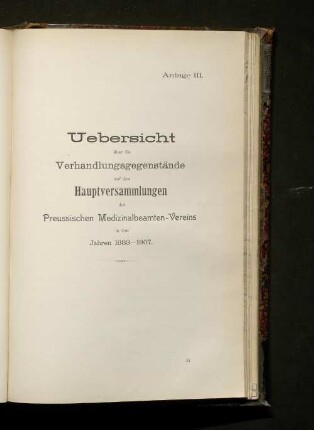 Anlage III.
Uebersicht
über die
Verhandlungsgegenstände
auf den
Hauptversammlungen
des
Preussischen Medizinalbeamten-Vereins
in den
Jahren 1883—1907.